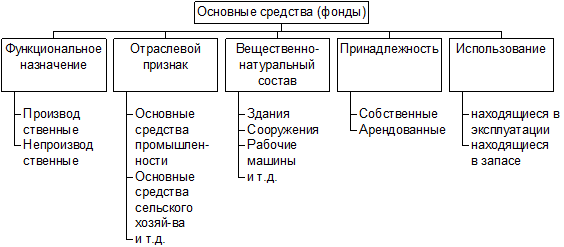 Основные средства (фонды)
Функциональное
назначение
Отраслевой
признак
Вещественно-
натуральный
состав
Принадлежность
Использование
Производ
ственные
Непроизвод
ственные
Основные
средства
промышлен-
ности
Основные
средства
сельского
хозяй-ва
и т.д.
Здания
Сооружения
Рабочие
машины
и т.д.
Собственные
Арендованные
находящиеся в
эксплуатации
находящиеся
в запасе